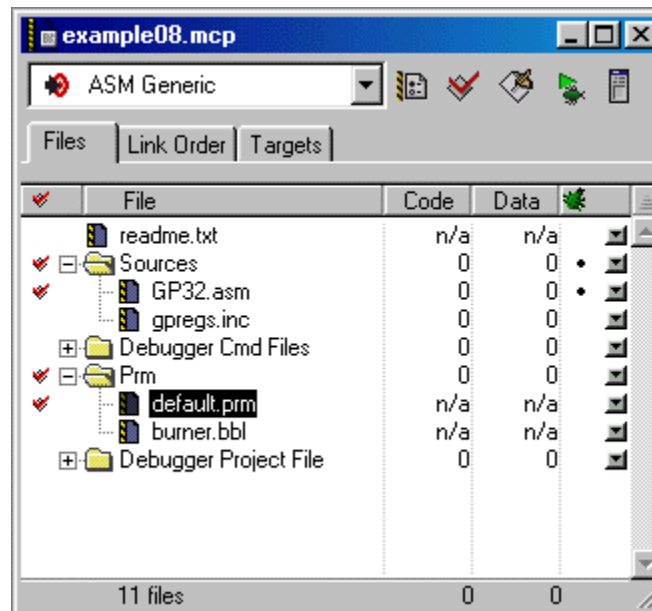 example08.mcp
ASM Generic
Files Link Order Targets
File Code Data
readme.txt n/a n/a
Sources 0 0 •
GP32.asm 0 0 •
gpregs.inc 0 0
Debugger Cmd Files 0 0
Prm 0 0
default.prm n/a n/a
burner.bbl n/a n/a
Debugger Project File 0 0
11 files 0 0